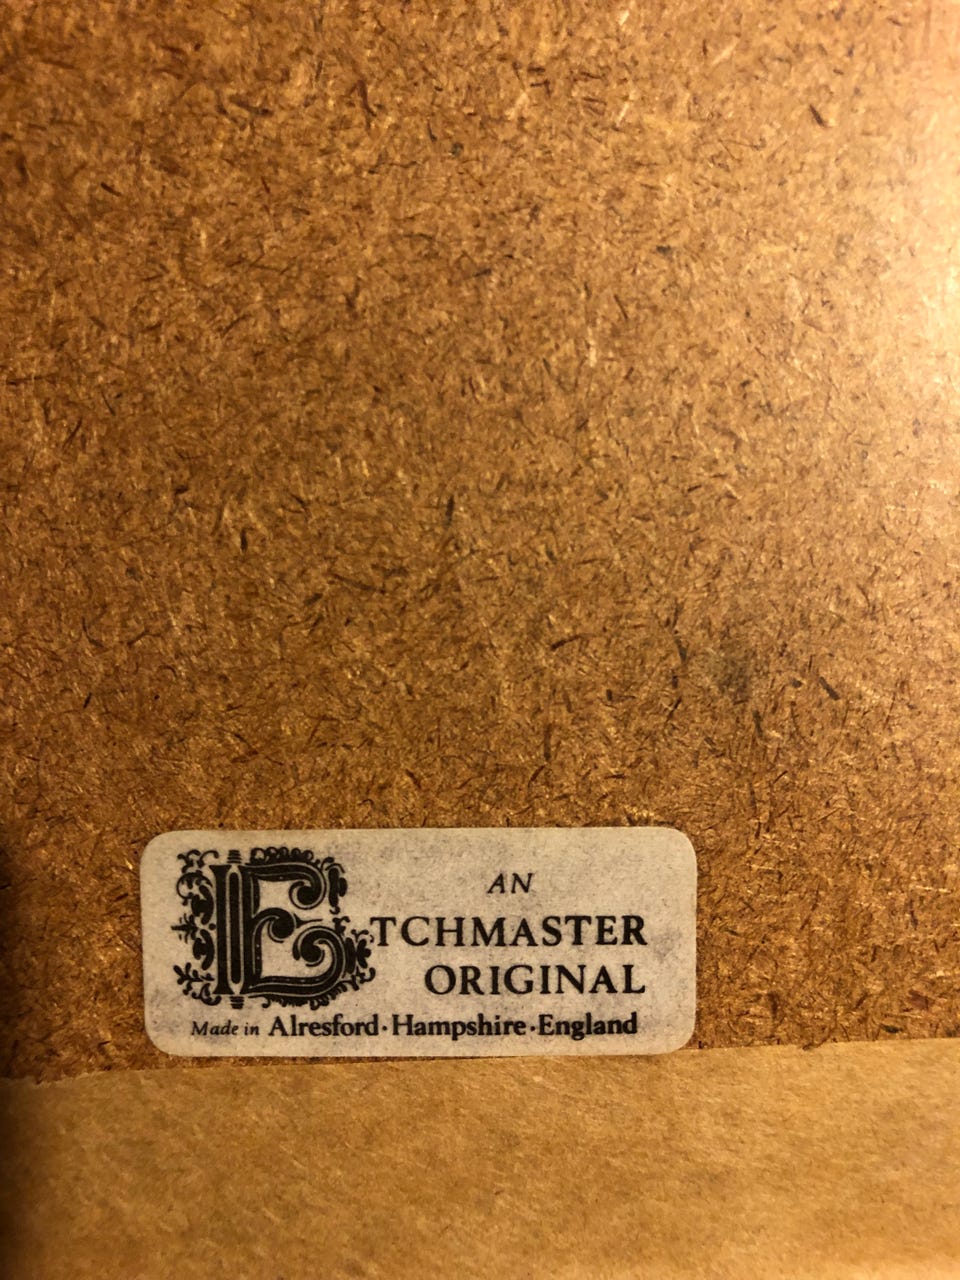 AN
ETCHMASTER
ORIGINAL
Made in Alresford·Hampshire·England